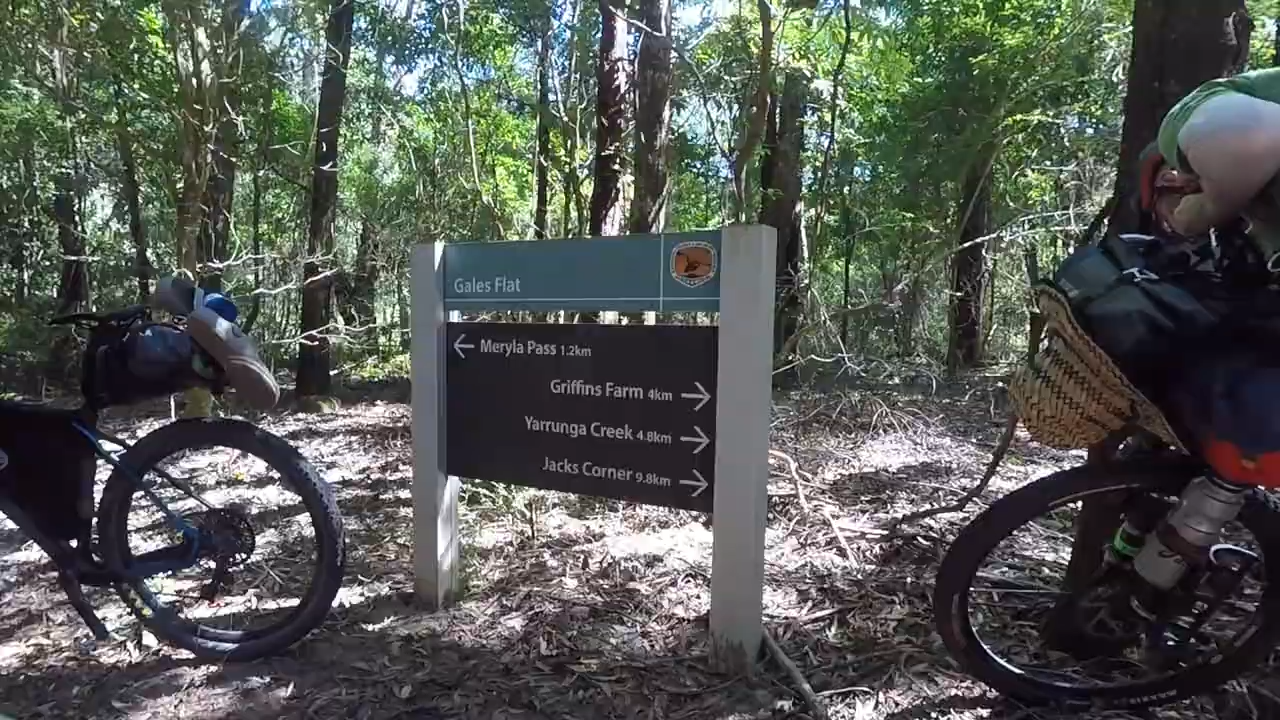 Gales Flat
← Meryla Pass 1.2km
Griffins Farm 4km →
Yarrunga Creek 4.8km →
Jacks Corner 9.8km →